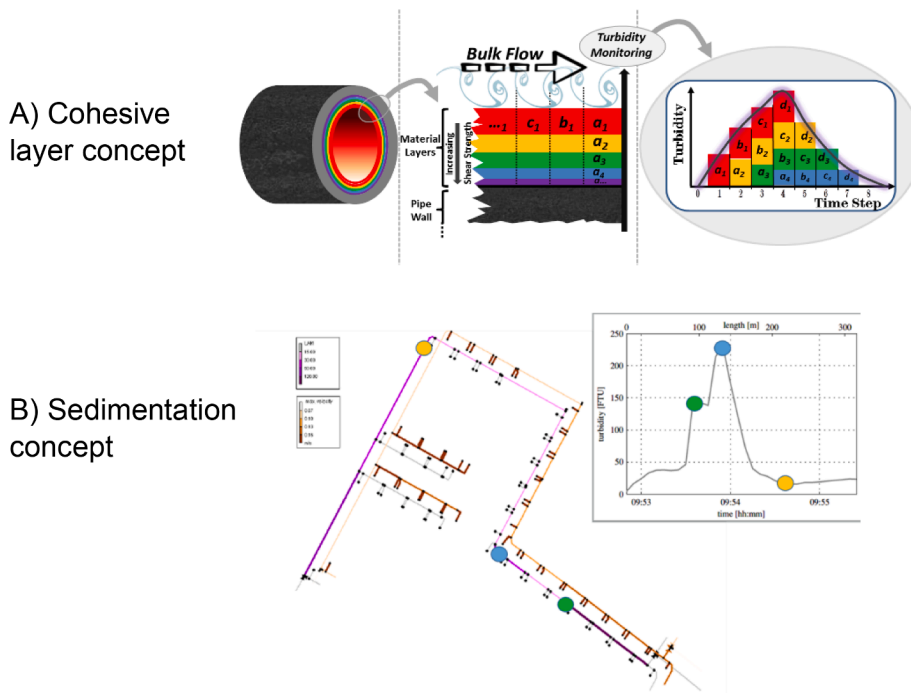 A) Cohesive
layer concept
Bulk Flow
Turbidity
Monitoring
Material
Layers
Increasing
Shear Strength
Pipe
Wall
...1 c1 b1 a1
a2
a3
a4
a...
Turbidity
d1
c1 c2 d2
b1 b2 b3 c3 d3
a1 a2 a3 a4 b4 c4 d4
0 1 2 3 4 5 6 7 8
Time Step
B) Sedimentation
concept
0 100 length [m] 200 300
250
200
150
100
50
0
turbidity [FTU]
09:53 09:54 09:55
time [hh:mm]